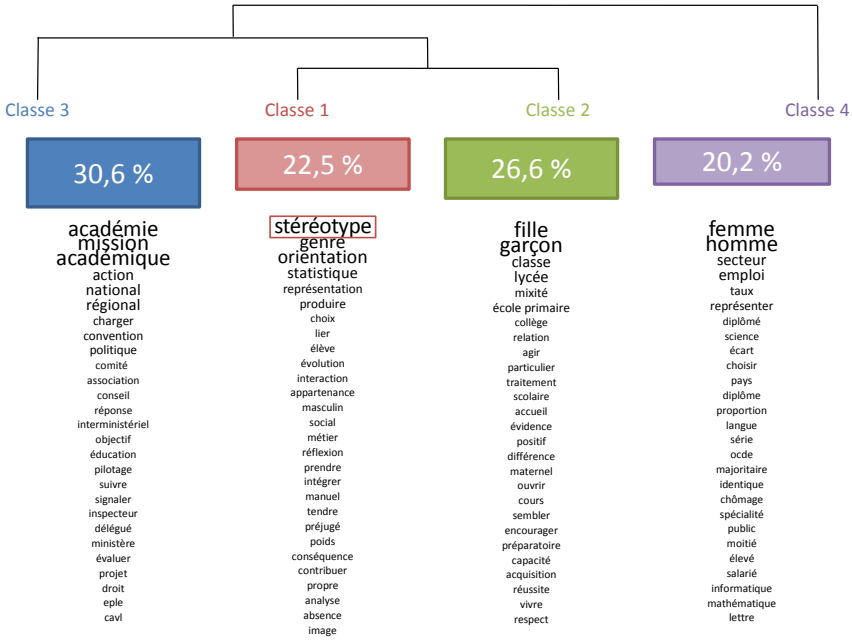 Classe 3
30,6 %
académie
mission
académique
action
national
régional
charger
convention
politique
comité
association
conseil
réponse
interministériel
objectif
éducation
pilotage
suivre
signaler
inspecteur
délégué
ministère
évaluer
projet
droit
eple
cavl
Classe 1
22,5 %
stéréotype
genre
orientation
statistique
représentation
produire
choix
lier
élève
évolution
interaction
appartenance
masculin
social
métier
réflexion
prendre
intégrer
manuel
tendre
préjugé
poids
conséquence
contribuer
propre
analyse
absence
image
Classe 2
26,6 %
fille
garçon
classe
lycée
mixité
école primaire
collège
relation
agir
particulier
traitement
scolaire
accueil
évidence
positif
différence
maternel
ouvrir
cours
sembler
encourager
préparatoire
capacité
acquisition
réussite
vivre
respect
Classe 4
20,2 %
femme
homme
secteur
emploi
taux
représenter
diplômé
science
écart
choisir
pays
diplôme
proportion
langue
série
ocde
majoritaire
identique
chômage
spécialité
public
moitié
élevé
salarié
informatique
mathématique
lettre